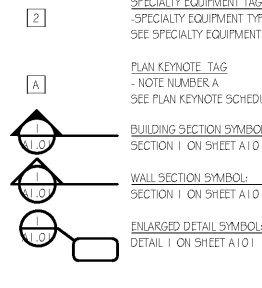 SPECIALTY EQUIPMENT TAG
2
-SPECIALTY EQUIPMENT TYP
SEE SPECIALTY EQUIPMENT
PLAN KEYNOTE TAG
A
- NOTE NUMBER A
SEE PLAN KEYNOTE SCHEDU
BUILDING SECTION SYMBOL
1
A1.01
SECTION 1 ON SHEET A10
WALL SECTION SYMBOL:
1
A1.01
SECTION 1 ON SHEET A10
ENLARGED DETAIL SYMBOL:
1
A1.01
DETAIL 1 ON SHEET A101